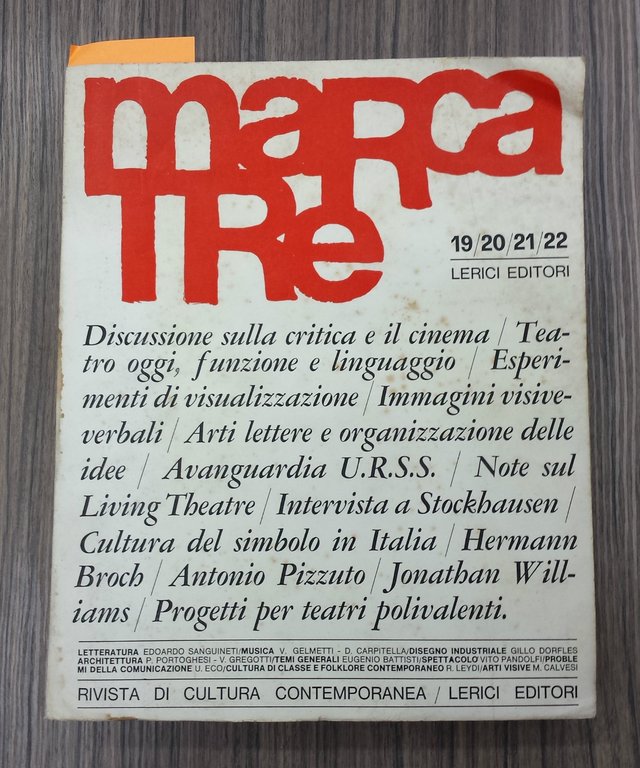 marca
TRe
19/20/21/22
LERICI EDITORI
Discussione sulla critica e il cinema / Tea-
tro oggi, funzione e linguaggio / Esperi-
menti di visualizzazione / Immagini visive-
verbali / Arti lettere e organizzazione delle
idee / Avanguardia U.R.S.S. / Note sul
Living Theatre / Intervista a Stockhausen /
Cultura del simbolo in Italia / Hermann
Broch / Antonio Pizzuto / Jonathan Will-
iams / Progetti per teatri polivalenti.
LETTERATURA EDOARDO SANGUINETI/MUSICA V. GELMETTI - D. CARPITELLA/DISEGNO INDUSTRIALE GILLO DORFLES
ARCHITETTURA P. PORTOGHESI - V. GREGOTTI/TEMI GENERALI EUGENIO BATTISTI/SPETTACOLO VITO PANDOLFI/PROBLE
MI DELLA COMUNICAZIONE U. ECO/CULTURA DI CLASSE E FOLKLORE CONTEMPORANEO R. LEYDI/ARTI VISIVE M. CALVESI
RIVISTA DI CULTURA CONTEMPORANEA / LERICI EDITORI